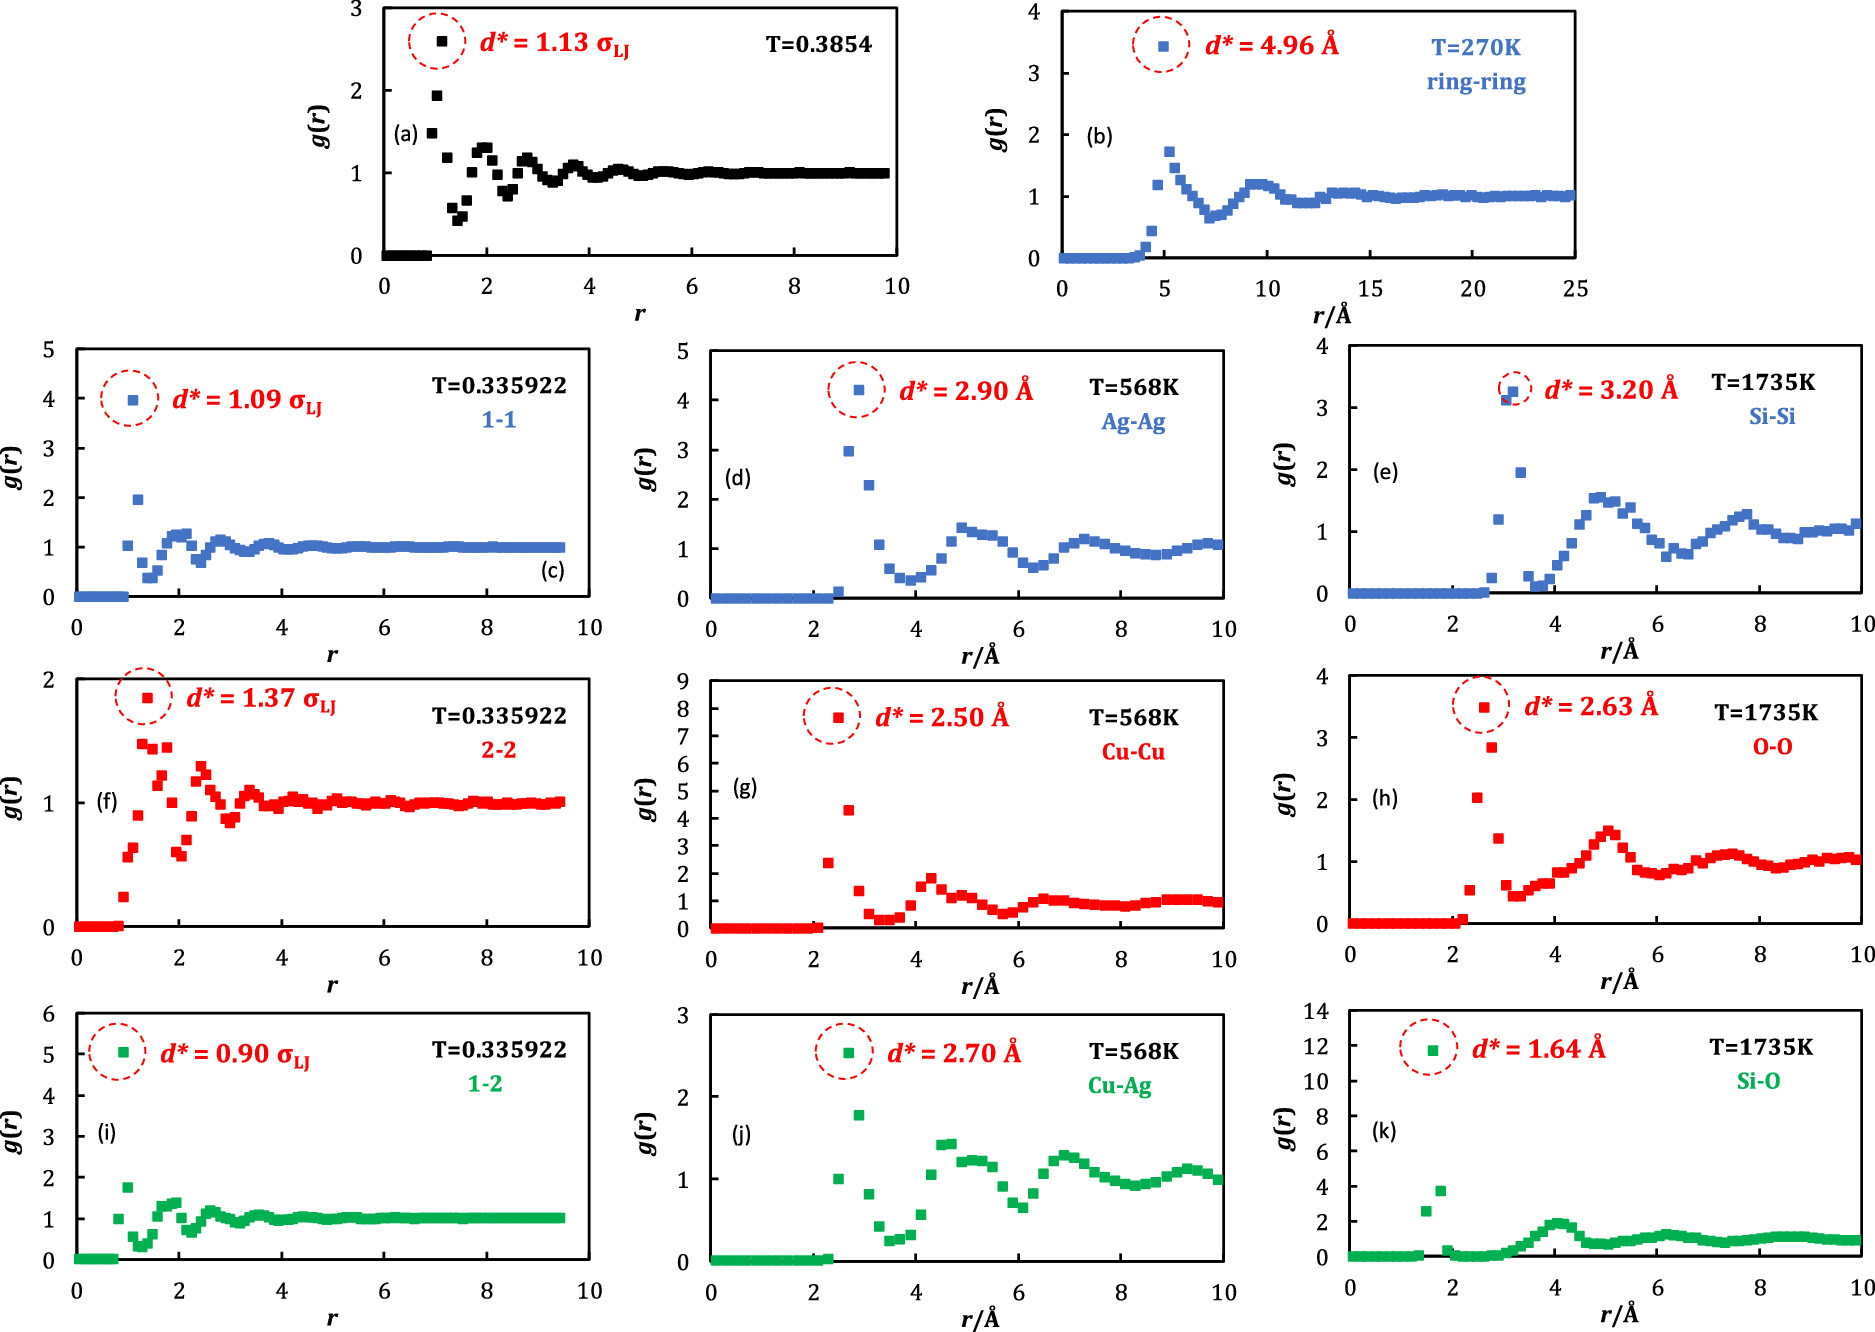 3
2
1
0
g(r)
(a)
d* = 1.13 σLJ
T=0.3854
0 2 4 6 8 10
r
4
3
2
1
0
g(r)
(b)
d* = 4.96 Å
T=270K
ring-ring
0 5 10 15 20 25
r/Å
5
4
3
2
1
0
g(r)
d* = 1.09 σLJ
T=0.335922
1-1
(c)
0 2 4 6 8 10
r
5
4
3
2
1
0
g(r)
(d)
d* = 2.90 Å
T=568K
Ag-Ag
0 2 4 6 8 10
r/Å
4
3
2
1
0
g(r)
(e)
d* = 3.20 Å
T=1735K
Si-Si
0 2 4 6 8 10
r/Å
2
1
0
g(r)
(f)
d* = 1.37 σLJ
T=0.335922
2-2
0 2 4 6 8 10
r
9
8
7
6
5
4
3
2
1
0
g(r)
(g)
d* = 2.50 Å
T=568K
Cu-Cu
0 2 4 6 8 10
r/Å
4
3
2
1
0
g(r)
(h)
d* = 2.63 Å
T=1735K
O-O
0 2 4 6 8 10
r/Å
6
5
4
3
2
1
0
g(r)
(i)
d* = 0.90 σLJ
T=0.335922
1-2
0 2 4 6 8 10
r
3
2
1
0
g(r)
(j)
d* = 2.70 Å
T=568K
Cu-Ag
0 2 4 6 8 10
r/Å
14
12
10
8
6
4
2
0
g(r)
(k)
d* = 1.64 Å
T=1735K
Si-O
0 2 4 6 8 10
r/Å